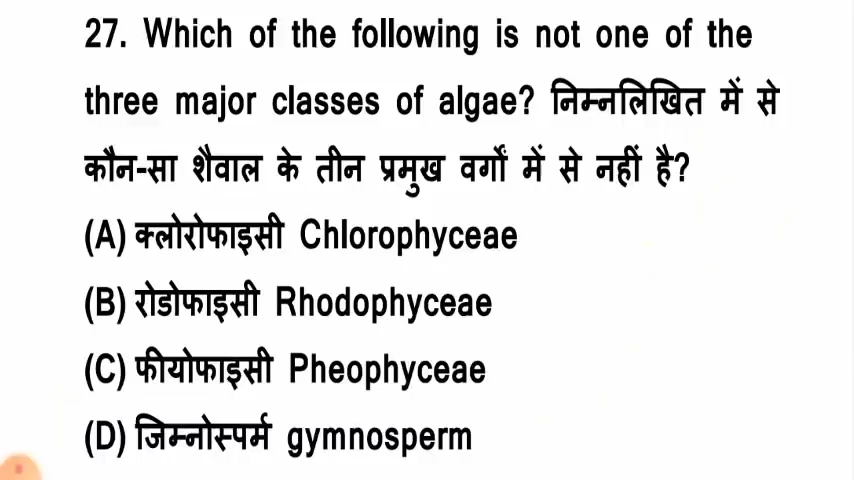 27. Which of the following is not one of the
three major classes of algae? निम्नलिखित में से
कौन-सा शैवाल के तीन प्रमुख वर्गों में से नहीं है?
(A) क्लोरोफाइसी Chlorophyceae
(B) रोडोफाइसी Rhodophyceae
(C) फीयोफाइसी Pheophyceae
(D) जिम्नोस्पर्म gymnosperm